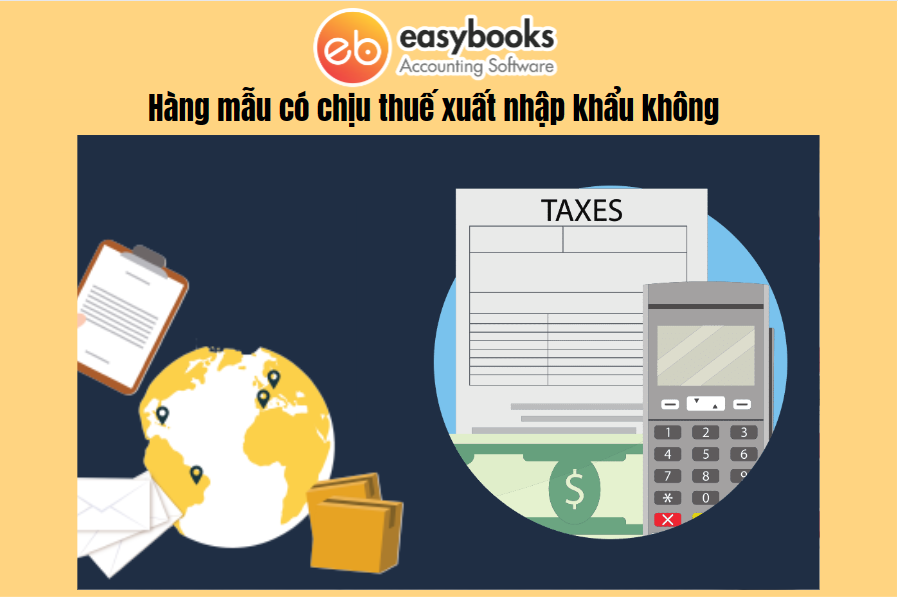 eb easybooks
Accounting Software
Hàng mẫu có chịu thuế xuất nhập khẩu không
TAXES
1 2 3
4 5 6
7 8 9
* 0
X
$